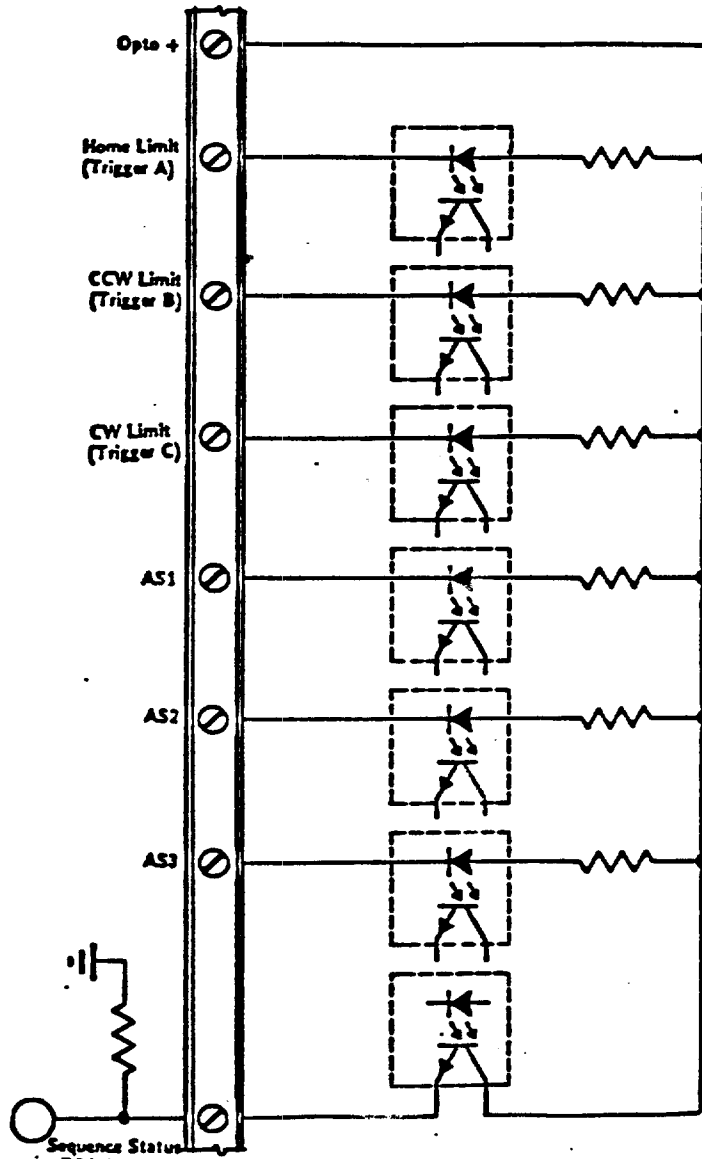 Opto +
Home Limit
(Trigger A)
CCW Limit
(Trigger B)
CW Limit
(Trigger C)
AS1
AS2
AS3
Sequence Status